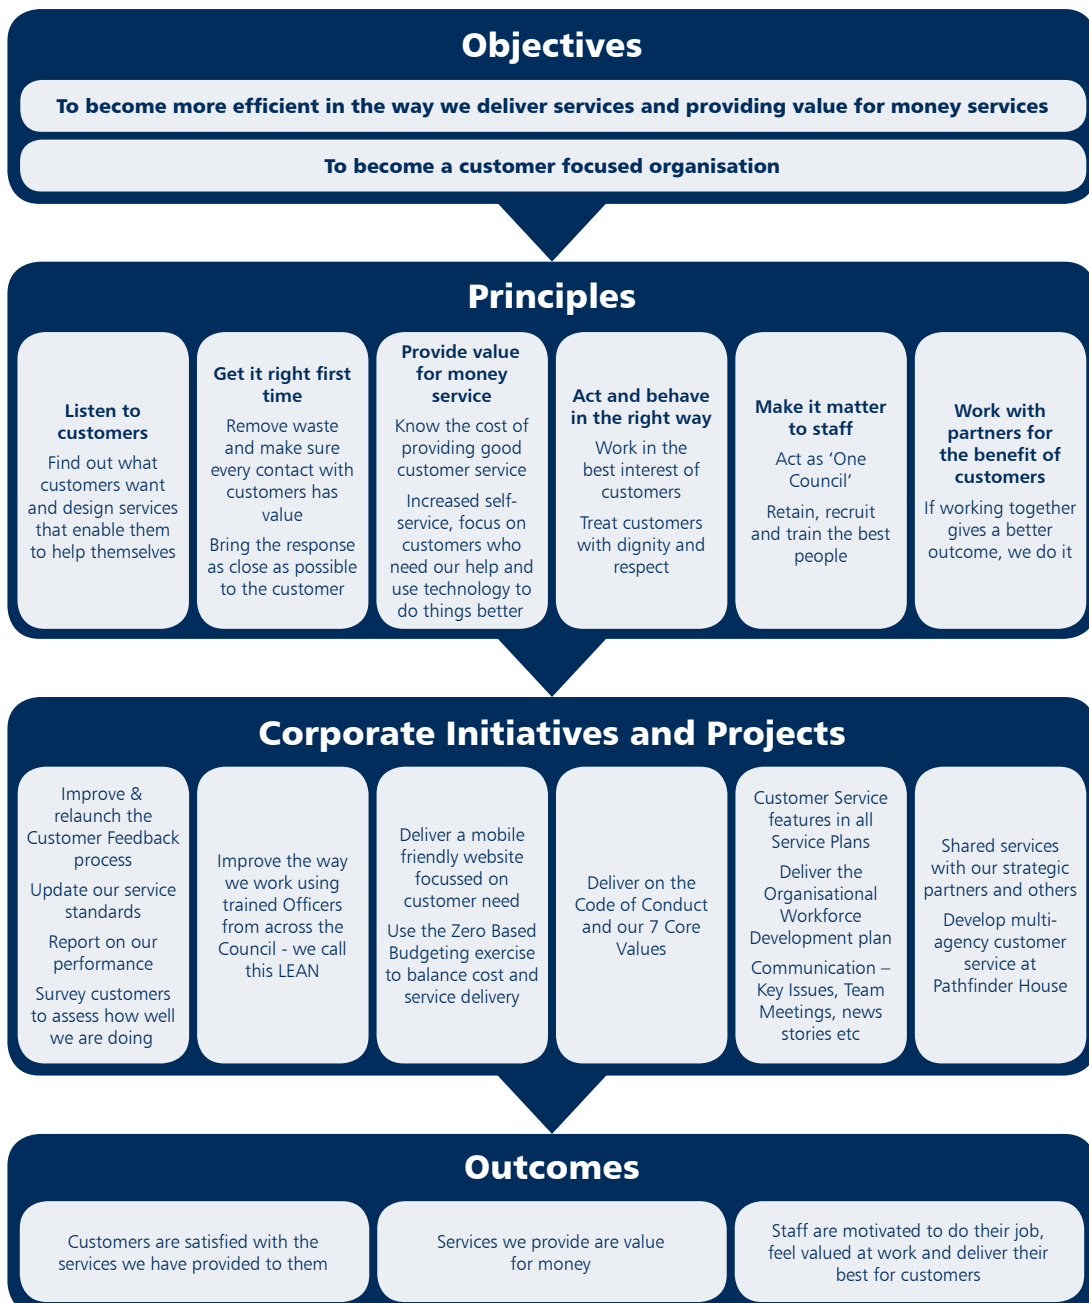 Objectives
To become more efficient in the way we deliver services and providing value for money services
To become a customer focused organisation
Principles
Listen to
customers
Find out what
customers want
and design services
that enable them
to help themselves
Get it right first
time
Remove waste
and make sure
every contact with
customers has
value
Bring the response
as close as possible
to the customer
Provide value
for money
service
Know the cost of
providing good
customer service
Increased self-
service, focus on
customers who
need our help and
use technology to
do things better
Act and behave
in the right way
Work in the
best interest of
customers
Treat customers
with dignity and
respect
Make it matter
to staff
Act as ‘One
Council’
Retain, recruit
and train the best
people
Work with
partners for
the benefit of
customers
If working together
gives a better
outcome, we do it
Corporate Initiatives and Projects
Improve &
relaunch the
Customer Feedback
process
Update our service
standards
Report on our
performance
Survey customers
to assess how well
we are doing
Improve the way
we work using
trained Officers
from across the
Council - we call
this LEAN
Deliver a mobile
friendly website
focussed on
customer need
Use the Zero Based
Budgeting exercise
to balance cost and
service delivery
Deliver on the
Code of Conduct
and our 7 Core
Values
Customer Service
features in all
Service Plans
Deliver the
Organisational
Workforce
Development plan
Communication –
Key Issues, Team
Meetings, news
stories etc
Shared services
with our strategic
partners and others
Develop multi-
agency customer
service at
Pathfinder House
Outcomes
Customers are satisfied with the
services we have provided to them
Services we provide are value
for money
Staff are motivated to do their job,
feel valued at work and deliver their
best for customers